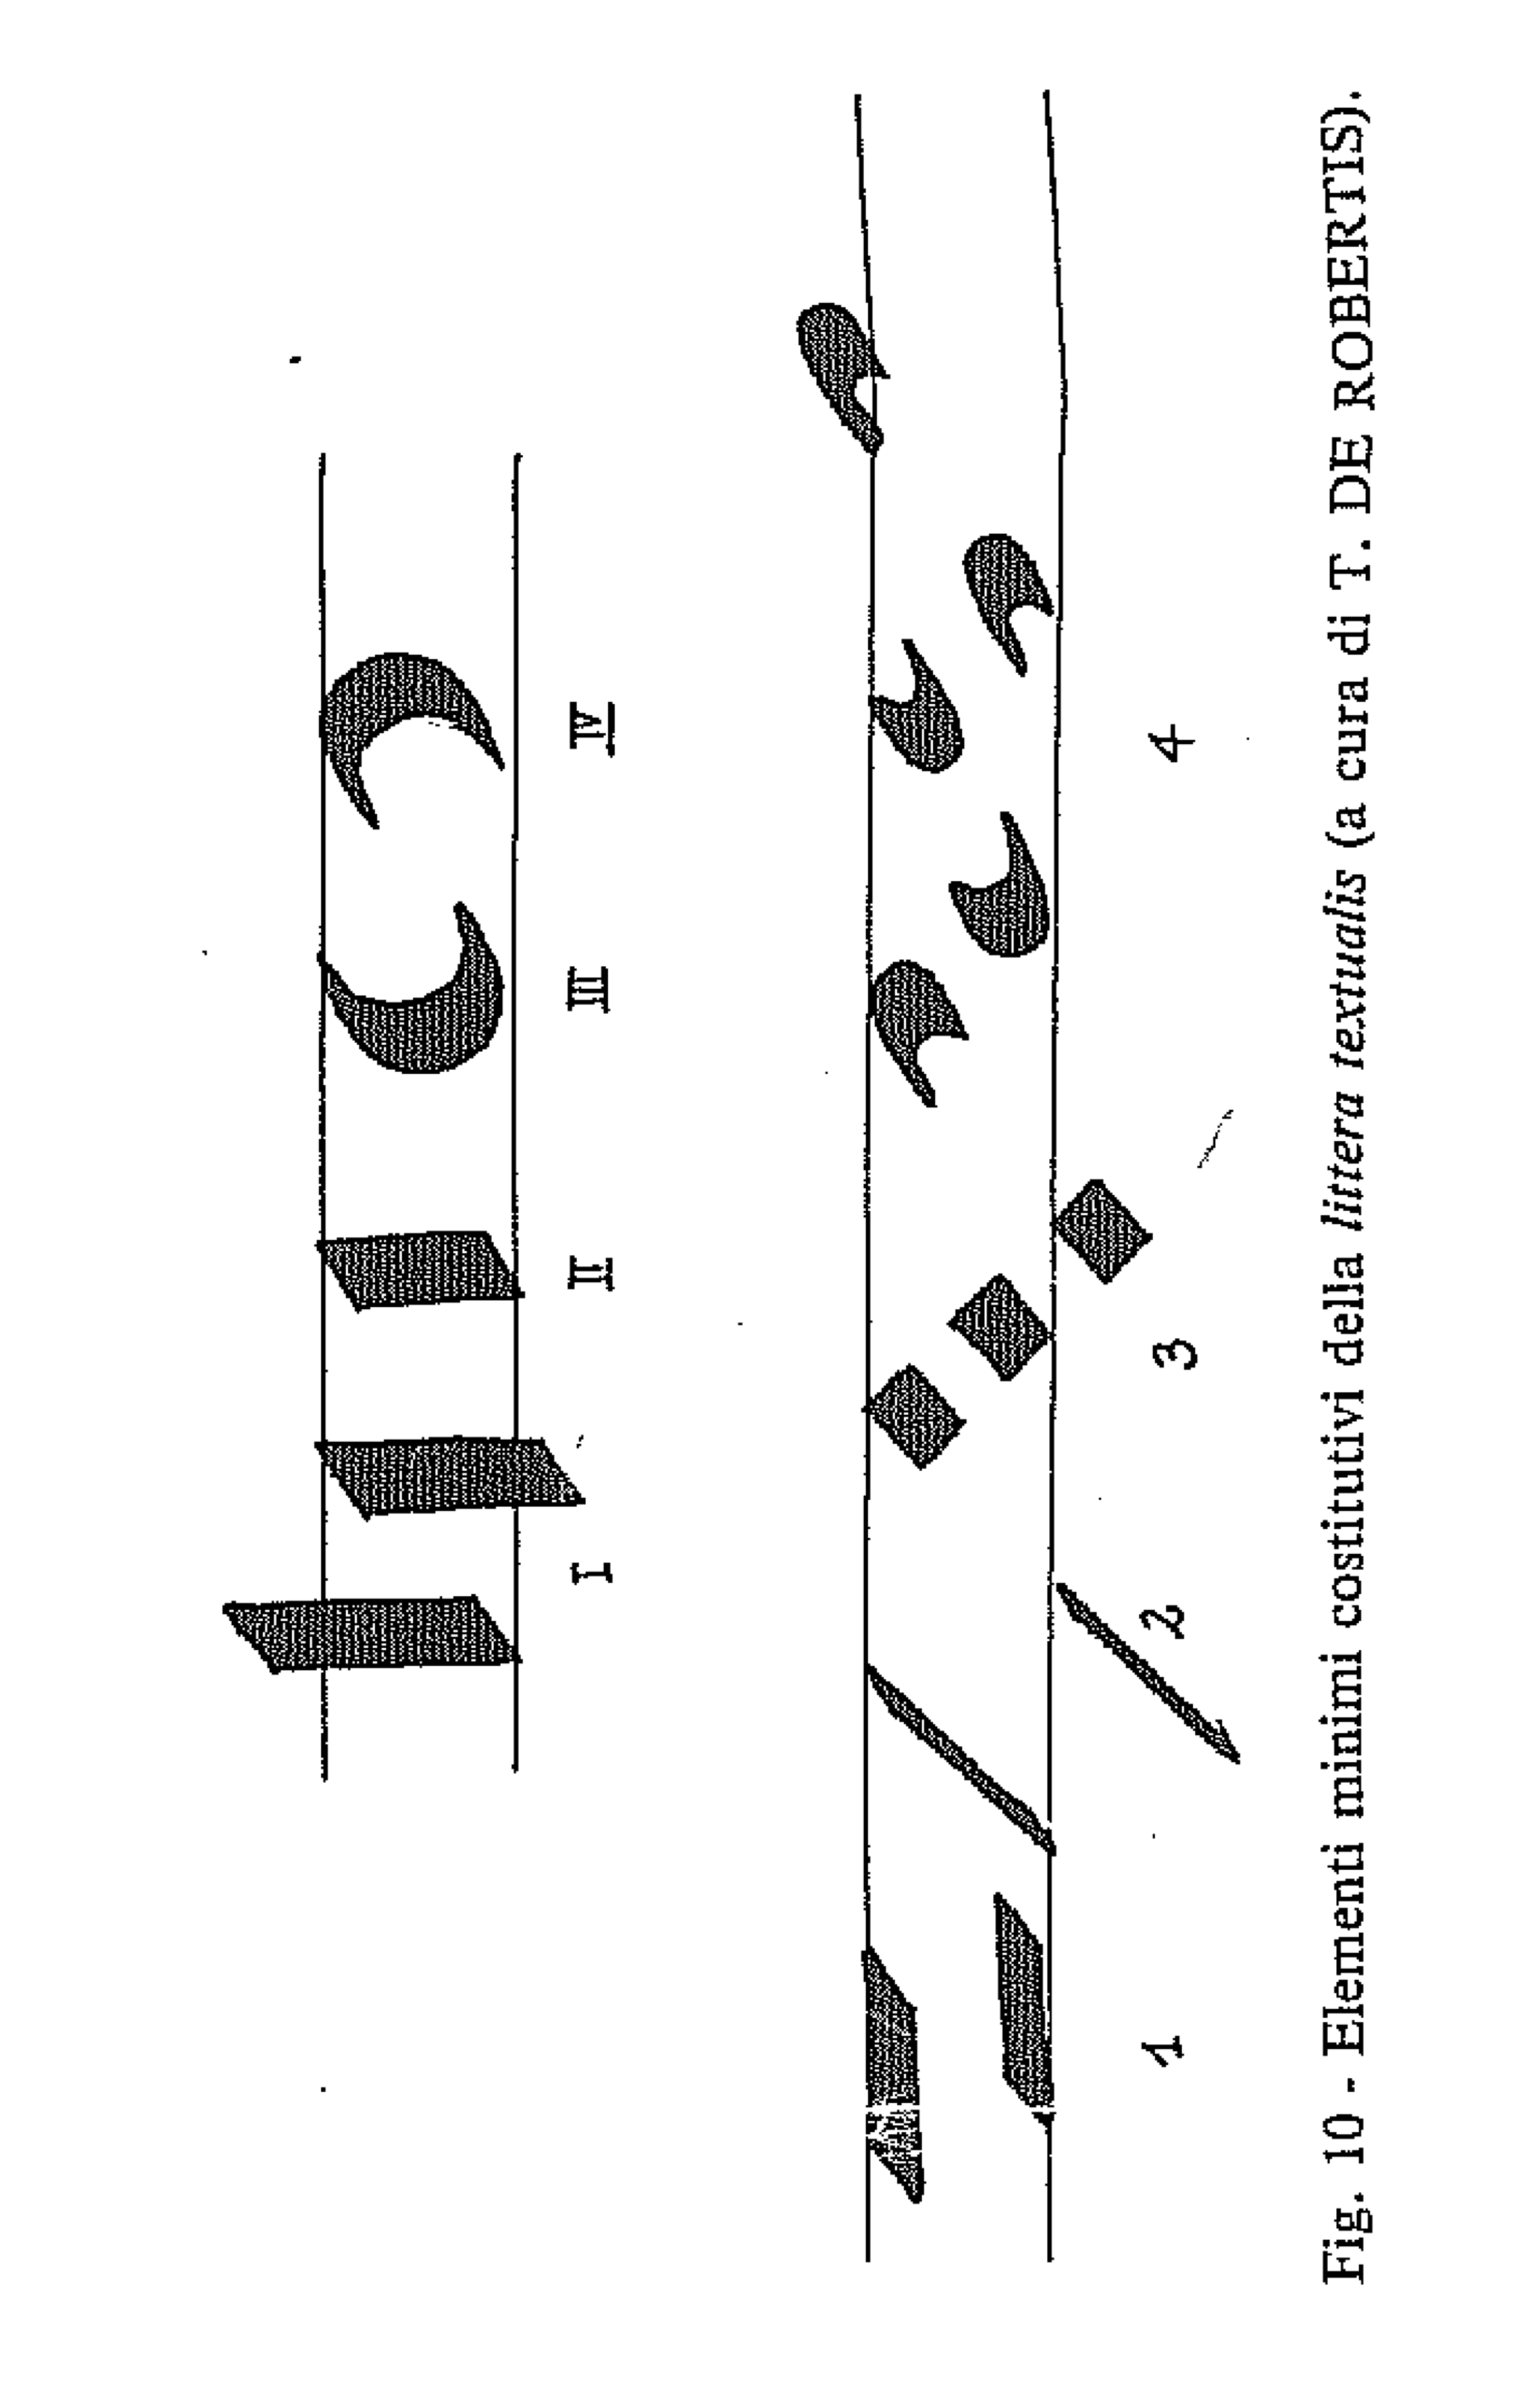 I II III IV
1 2 3 4
Fig. 10 - Elementi minimi costitutivi della littera textualis (a cura di T. DE ROBERTIS).